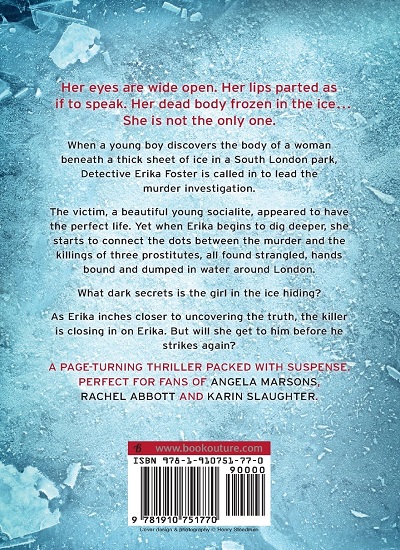 Her eyes are wide open. Her lips parted as
if to speak. Her dead body frozen in the ice...
She is not the only one.
When a young boy discovers the body of a woman
beneath a thick sheet of ice in a South London park,
Detective Erika Foster is called in to lead the
murder investigation.
The victim, a beautiful young socialite, appeared to have
the perfect life. Yet when Erika begins to dig deeper, she
starts to connect the dots between the murder and the
killings of three prostitutes, all found strangled, hands
bound and dumped in water around London.
What dark secrets is the girl in the ice hiding?
As Erika inches closer to uncovering the truth, the killer
is closing in on Erika. But will she get to him before he
strikes again?
A PAGE-TURNING THRILLER PACKED WITH SUSPENSE.
PERFECT FOR FANS OF ANGELA MARSONS,
RACHEL ABBOTT AND KARIN SLAUGHTER.
B www.bookouture.com
ISBN 978-1-910751-77-0
90000
9 781910 751770
Cover design & photography © Henry Steadman